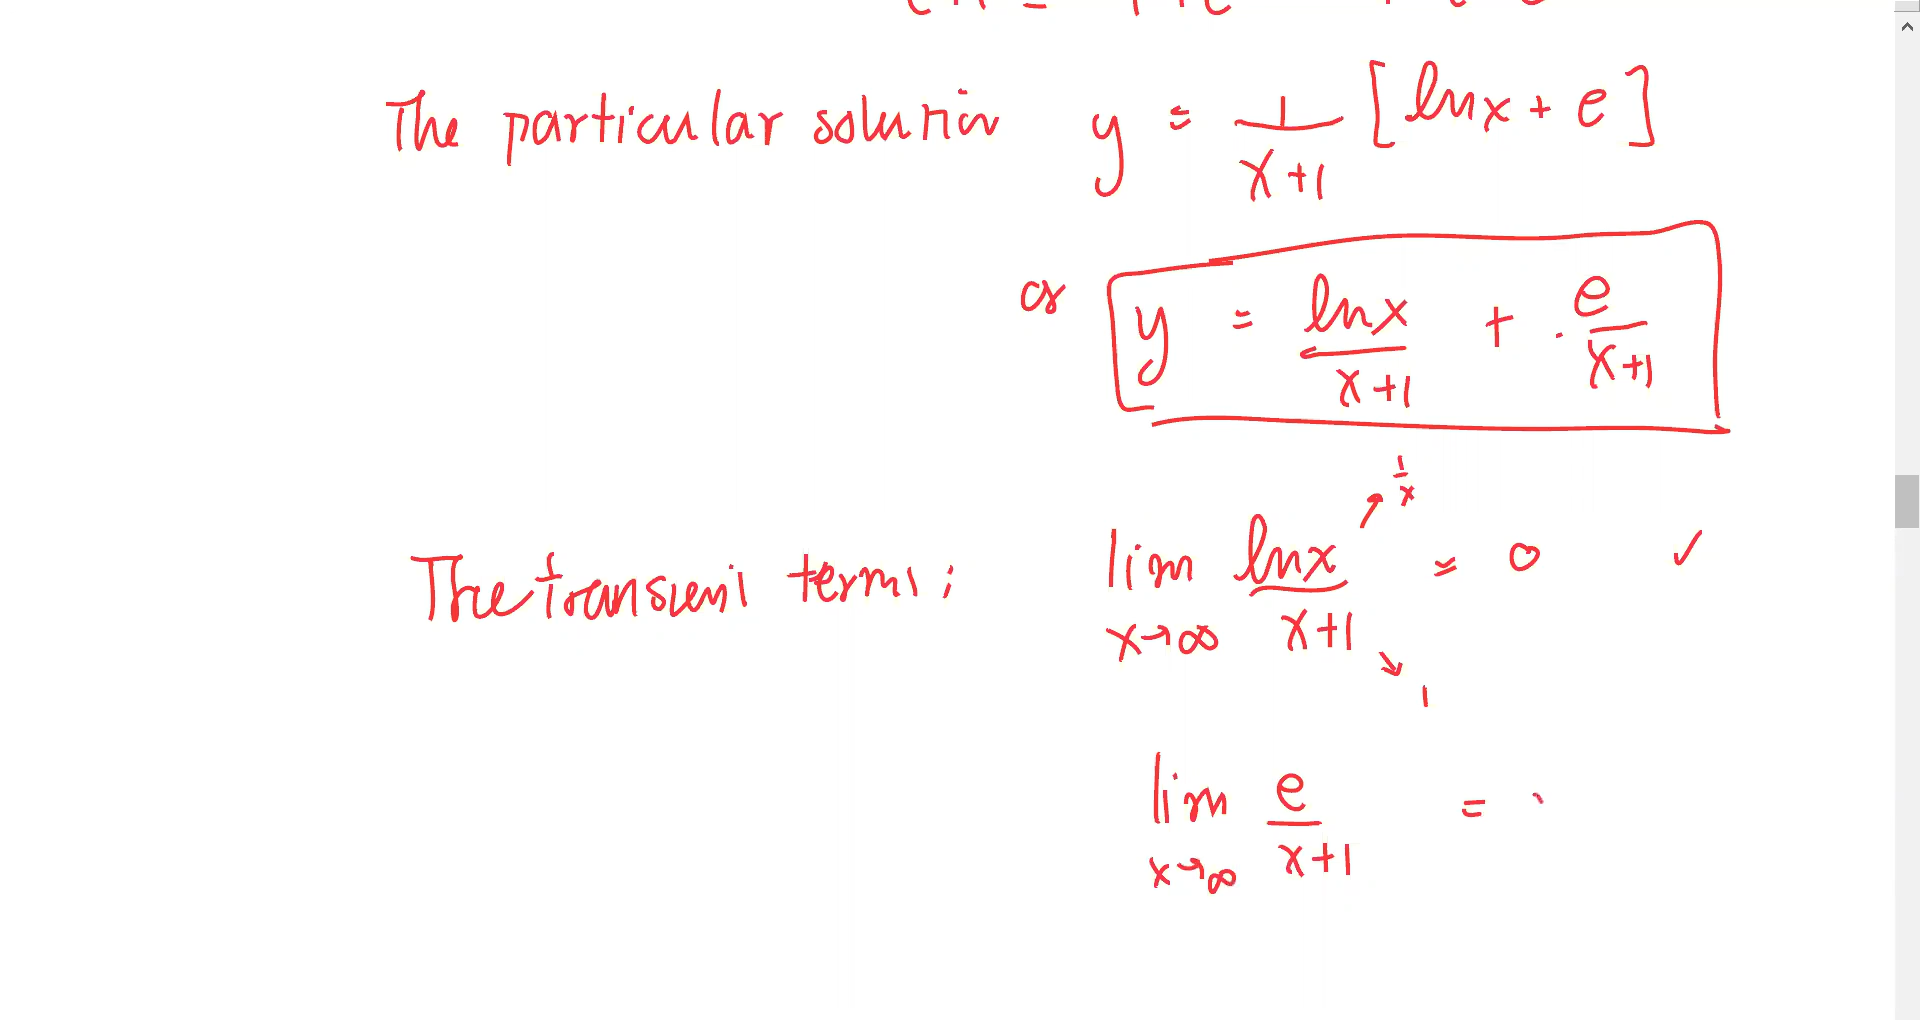 The particular solution y = 1/(x+1) [ln x + e]
or y = ln x/(x+1) + e/(x+1)
The transient terms: lim x→∞ ln x/(x+1) = 0 ✓
↗ 1/x
↘ 1
lim x→∞ e/(x+1) =